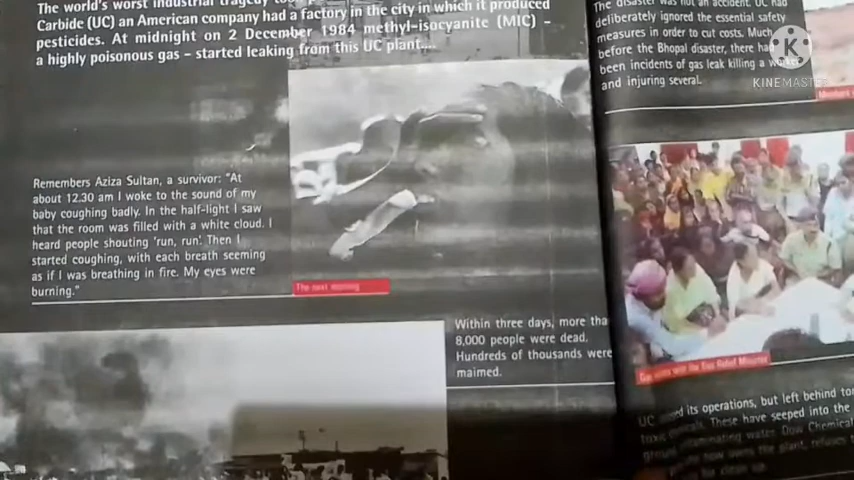 The world's worst industrial tragedy
Carbide (UC) an American company had a factory in the city in which it produced
pesticides. At midnight on 2 December 1984 methyl-isocyanite (MIC) –
a highly poisonous gas – started leaking from this UC plant....
Remembers Aziza Sultan, a survivor: "At
about 12.30 am I woke to the sound of my
baby coughing badly. In the half-light I saw
that the room was filled with a white cloud. I
heard people shouting 'run, run'. Then I
started coughing, with each breath seeming
as if I was breathing in fire. My eyes were
burning."
The next morning
Within three days, more tha
8,000 people were dead.
Hundreds of thousands were
maimed.
The disaster was not an accident. UC had
deliberately ignored the essential safety
measures in order to cut costs. Much
before the Bhopal disaster, there had
been incidents of gas leak killing a worker
and injuring several.
KINEMASTER
Gas with the Gas Relief Minister
UC its operations, but left behind
These have seeped into the
water. Dow Chemical
now owns the plant, refuses
for clean up.